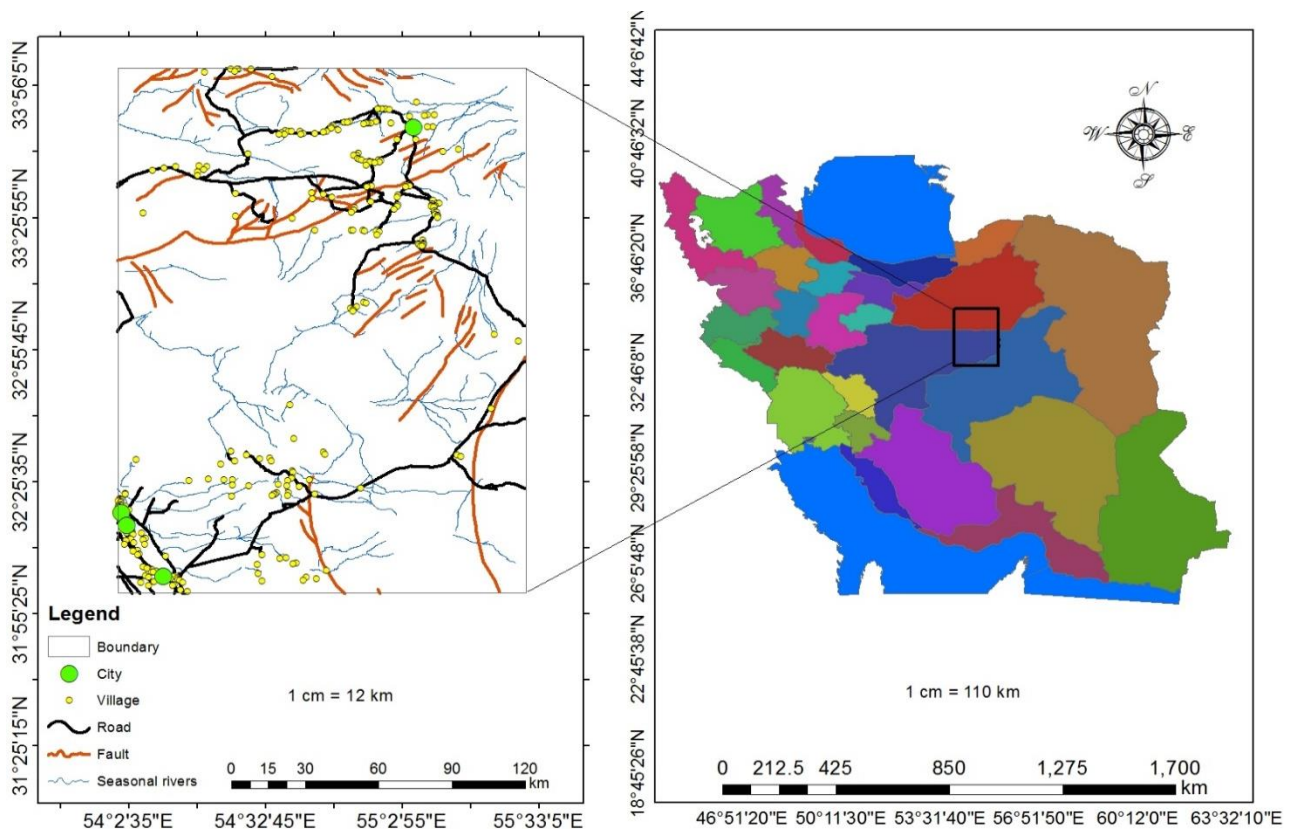 33°56'5"N
33°25'55"N
32°55'45"N
32°25'35"N
31°55'25"N
31°25'15"N
Legend
Boundary
City
Village
Road
Fault
Seasonal rivers
1 cm = 12 km
0 15 30 60 90 120
km
54°2'35"E 54°32'45"E 55°2'55"E 55°33'5"E
44°6'42"N
40°46'32"N
36°46'20"N
32°46'8"N
29°25'58"N
26°5'48"N
22°45'38"N
18°45'26"N
N
W E
S
1 cm = 110 km
0 212.5 425 850 1,275 1,700
km
46°51'20"E 50°11'30"E 53°31'40"E 56°51'50"E 60°12'0"E 63°32'10"E